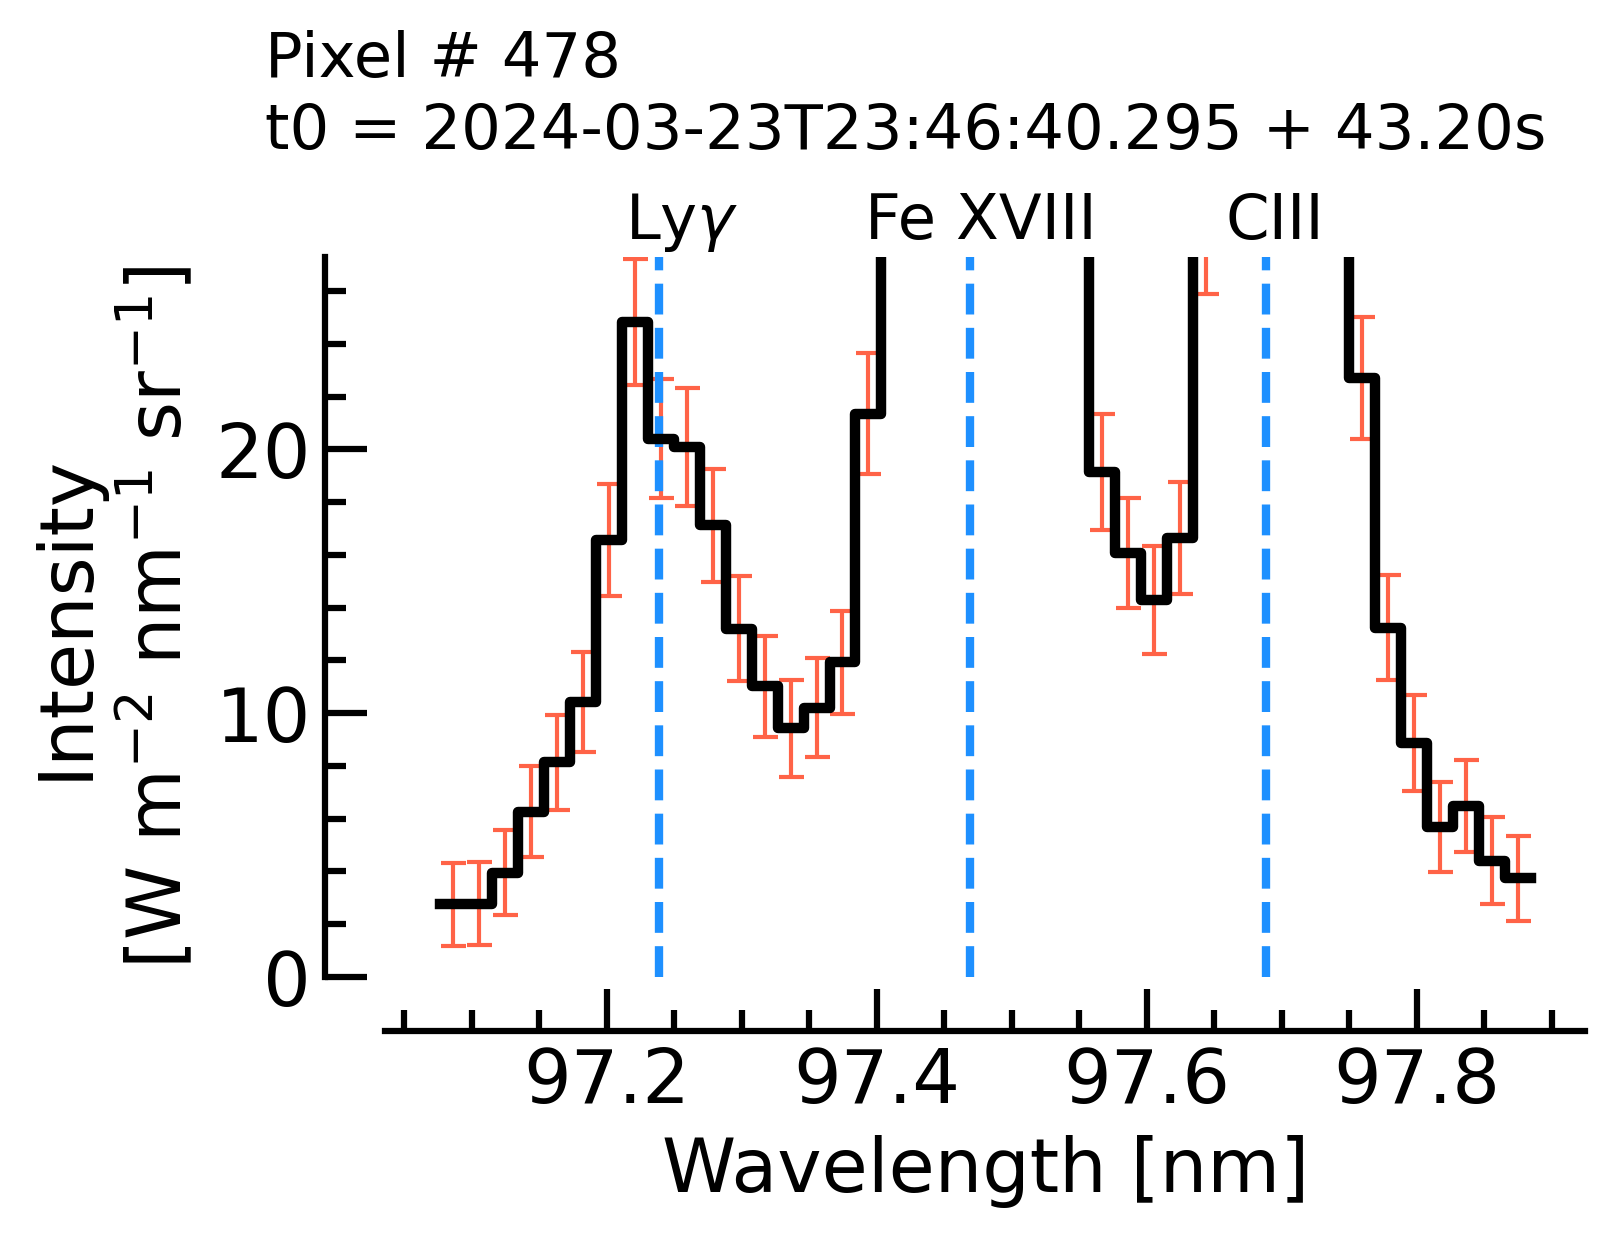 Pixel # 478
t0 = 2024-03-23T23:46:40.295 + 43.20s
Lyγ Fe XVIII CIII
Intensity
[W m⁻² nm⁻¹ sr⁻¹]
20
10
0
97.2 97.4 97.6 97.8
Wavelength [nm]